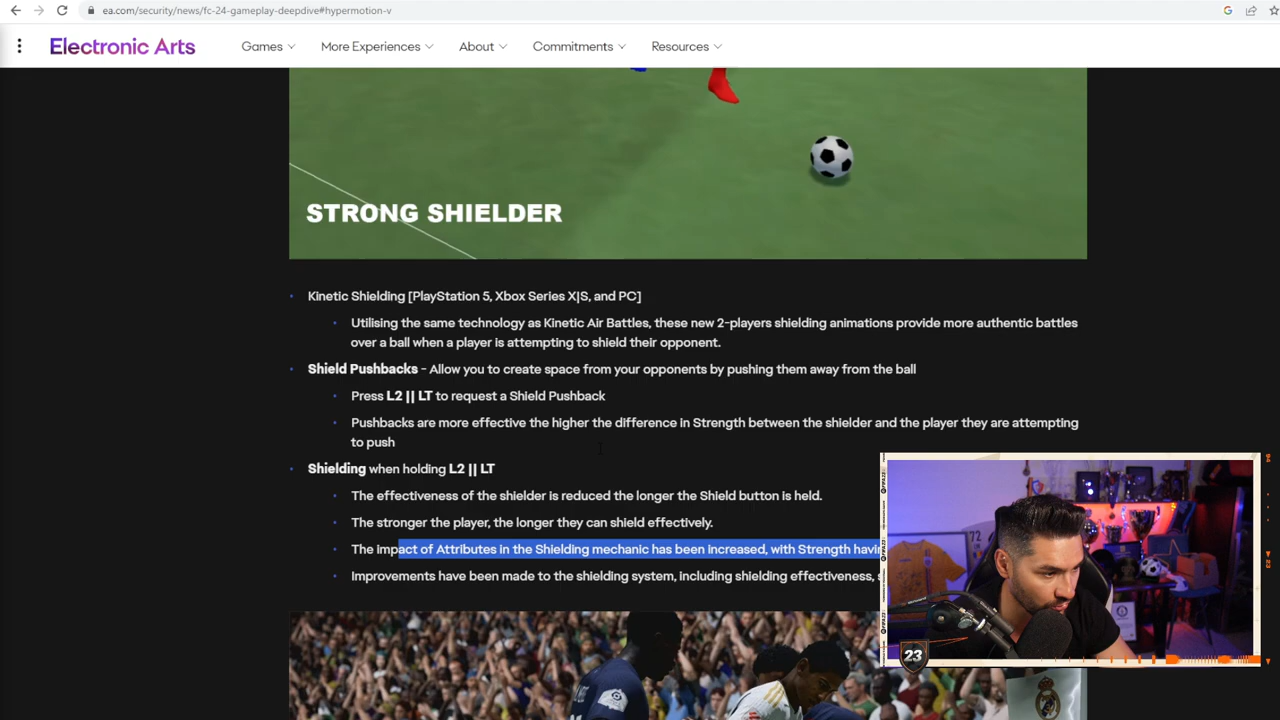 ea.com/security/news/fc-24-gameplay-deepdive#hypermotion-v
Electronic Arts
Games
More Experiences
About
Commitments
Resources
STRONG SHIELDER
Kinetic Shielding [PlayStation 5, Xbox Series X|S, and PC]
Utilising the same technology as Kinetic Air Battles, these new 2-players shielding animations provide more authentic battles
over a ball when a player is attempting to shield their opponent.
Shield Pushbacks - Allow you to create space from your opponents by pushing them away from the ball
Press L2 || LT to request a Shield Pushback
Pushbacks are more effective the higher the difference in Strength between the shielder and the player they are attempting
to push
Shielding when holding L2 || LT
The effectiveness of the shielder is reduced the longer the Shield button is held.
The stronger the player, the longer they can shield effectively.
The impact of Attributes in the Shielding mechanic has been increased, with Strength
Improvements have been made to the shielding system, including shielding effectiveness,
72
23